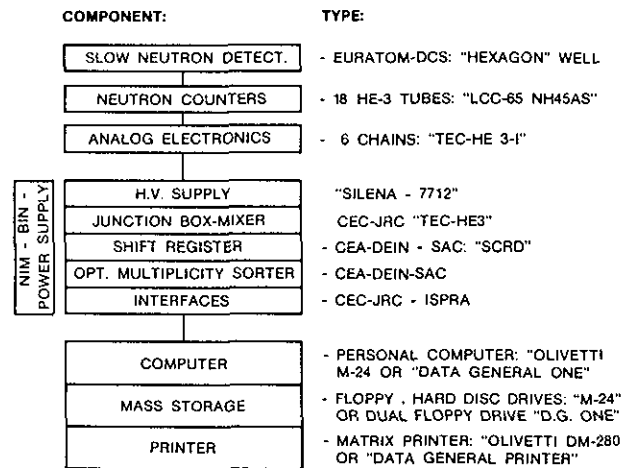 COMPONENT: TYPE:
SLOW NEUTRON DETECT. - EURATOM-DCS: "HEXAGON" WELL
NEUTRON COUNTERS - 18 HE-3 TUBES: "LCC-65 NH45AS"
ANALOG ELECTRONICS - 6 CHAINS: "TEC-HE 3-I"
NIM - BIN -
POWER SUPPLY
H.V. SUPPLY "SILENA - 7712"
JUNCTION BOX-MIXER CEC-JRC "TEC-HE3"
SHIFT REGISTER - CEA-DEIN - SAC: "SCRD"
OPT. MULTIPLICITY SORTER - CEA-DEIN-SAC
INTERFACES - CEC-JRC - ISPRA
COMPUTER - PERSONAL COMPUTER: "OLIVETTI
M-24 OR "DATA GENERAL ONE"
MASS STORAGE - FLOPPY , HARD DISC DRIVES: "M-24"
OR DUAL FLOPPY DRIVE "D.G. ONE"
PRINTER - MATRIX PRINTER: "OLIVETTI DM-280
OR "DATA GENERAL PRINTER"